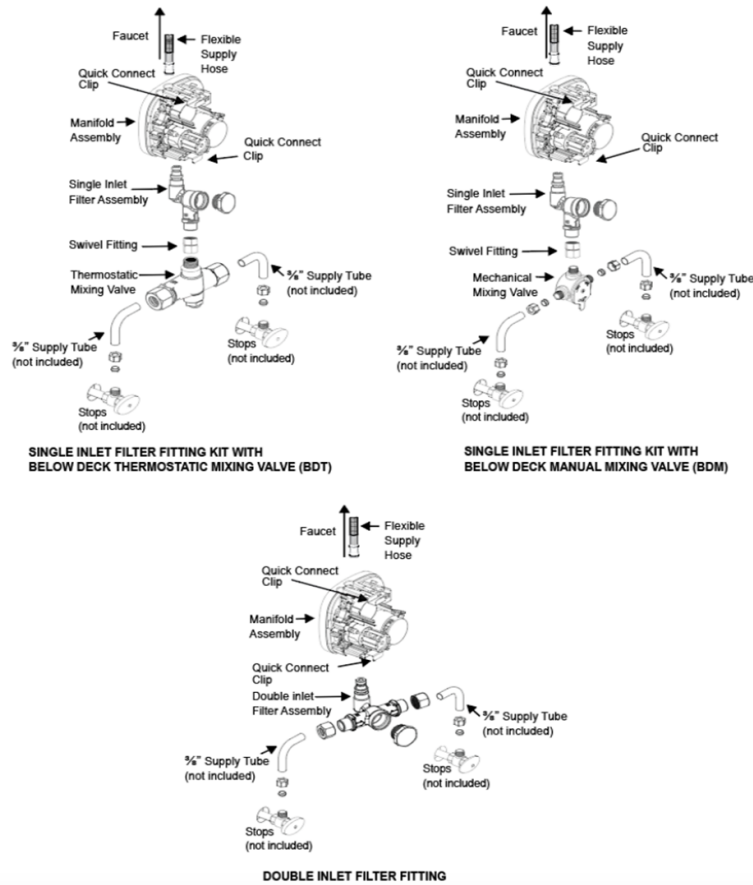 Faucet
Flexible
Supply
Hose
Quick Connect
Clip
Manifold
Assembly
Quick Connect
Clip
Single Inlet
Filter Assembly
Swivel Fitting
Thermostatic
Mixing Valve
⅜" Supply Tube
(not included)
⅜" Supply Tube
(not included)
Stops
(not included)
Stops
(not included)
SINGLE INLET FILTER FITTING KIT WITH
BELOW DECK THERMOSTATIC MIXING VALVE (BDT)
Faucet
Flexible
Supply
Hose
Quick Connect
Clip
Manifold
Assembly
Quick Connect
Clip
Single Inlet
Filter Assembly
Swivel Fitting
Mechanical
Mixing Valve
⅜" Supply Tube
(not included)
⅜" Supply Tube
(not included)
Stops
(not included)
Stops
(not included)
SINGLE INLET FILTER FITTING KIT WITH
BELOW DECK MANUAL MIXING VALVE (BDM)
Faucet
Flexible
Supply
Hose
Quick Connect
Clip
Manifold
Assembly
Quick Connect
Clip
Double inlet
Filter Assembly
⅜" Supply Tube
(not included)
⅜" Supply Tube
(not included)
Stops
(not included)
Stops
(not included)
DOUBLE INLET FILTER FITTING